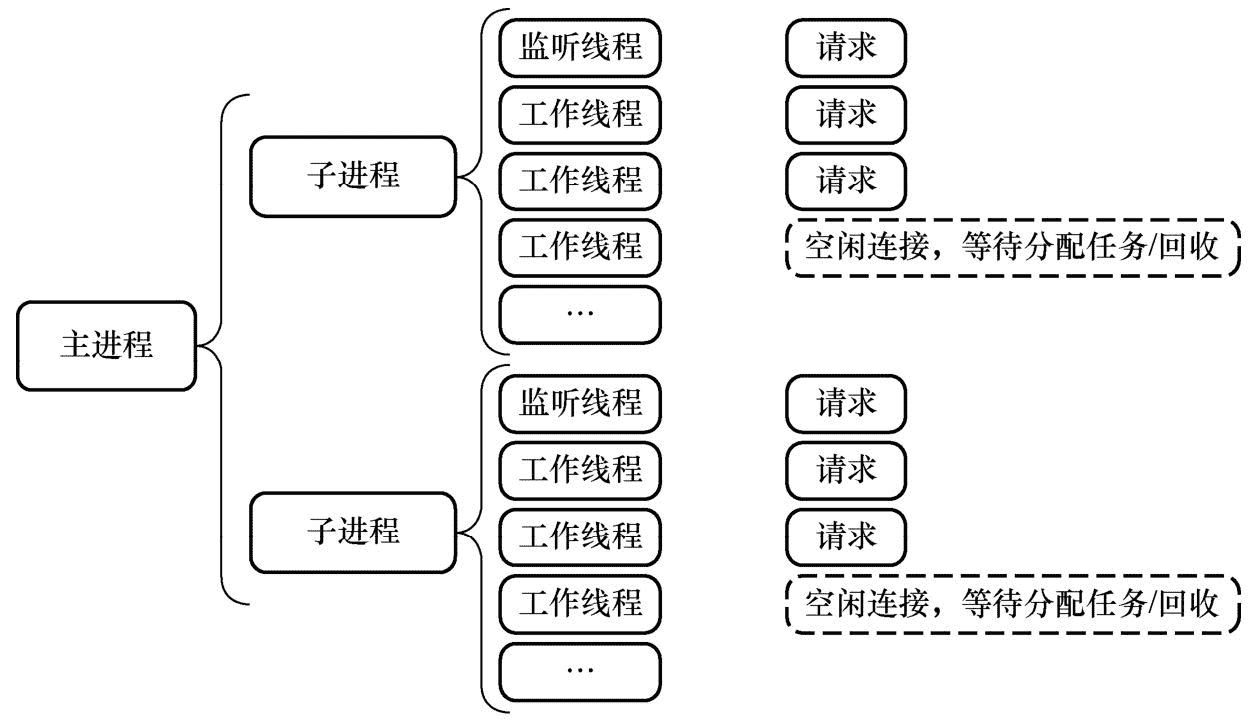 监听线程 请求
工作线程 请求
子进程
工作线程 请求
工作线程 空闲连接，等待分配任务/回收
…
主进程
监听线程 请求
工作线程 请求
子进程
工作线程 请求
工作线程 空闲连接，等待分配任务/回收
…